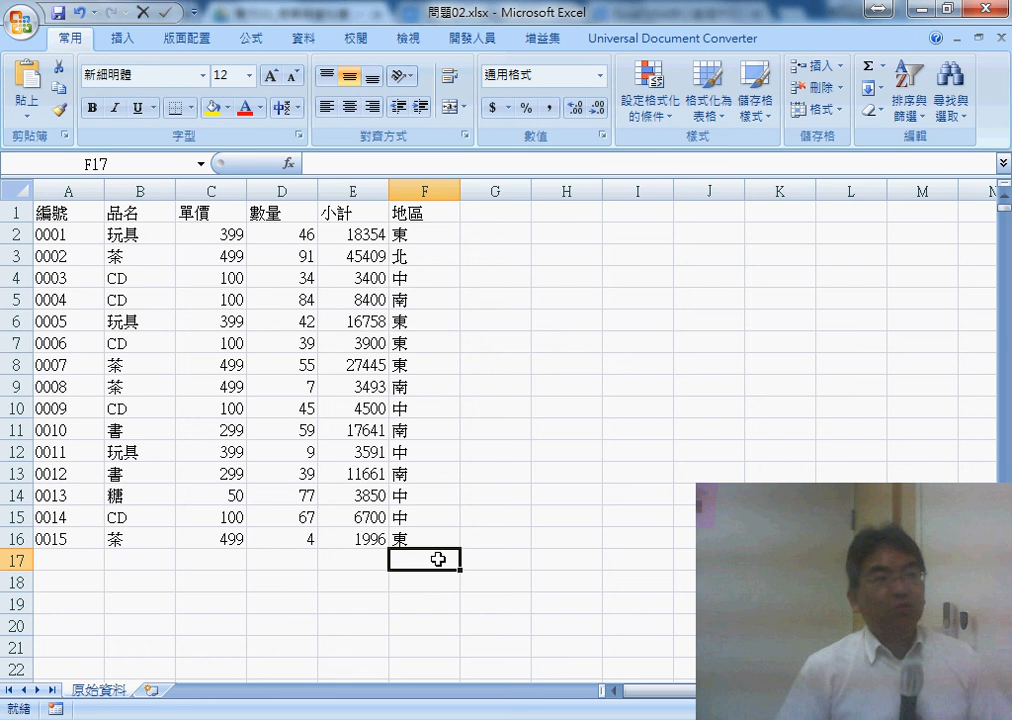 問題02.xlsx - Microsoft Excel
常用 插入 版面配置 公式 資料 校閱 檢視 開發人員 增益集 Universal Document Converter
新細明體 12 通用格式
貼上 B I U 中 $ % , 設定格式化的條件 格式化為表格 儲存格樣式 插入 刪除 格式 Σ 排序與篩選 尋找與選取
剪貼簿 字型 對齊方式 數值 樣式 儲存格 編輯
F17 fx
A B C D E F G H I J K L M N
1 編號 品名 單價 數量 小計 地區
2 0001 玩具 399 46 18354 東
3 0002 茶 499 91 45409 北
4 0003 CD 100 34 3400 中
5 0004 CD 100 84 8400 南
6 0005 玩具 399 42 16758 東
7 0006 CD 100 39 3900 東
8 0007 茶 499 55 27445 東
9 0008 茶 499 7 3493 南
10 0009 CD 100 45 4500 中
11 0010 書 299 59 17641 南
12 0011 玩具 399 9 3591 中
13 0012 書 299 39 11661 南
14 0013 糖 50 77 3850 中
15 0014 CD 100 67 6700 中
16 0015 茶 499 4 1996 東
17
18
19
20
21
22
原始資料
就緒